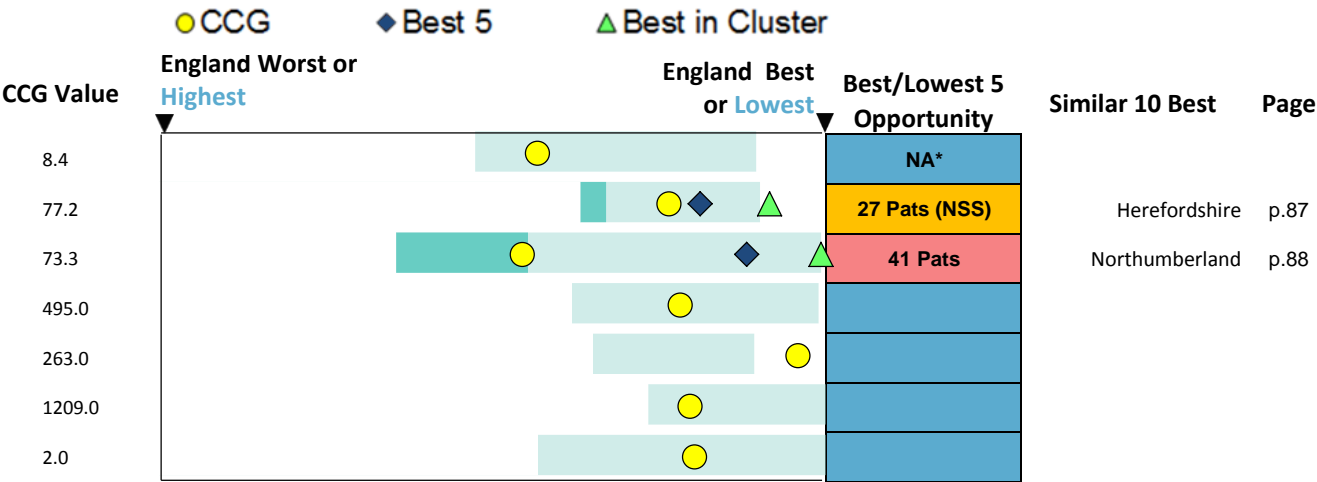 CCG Best 5 Best in Cluster
CCG Value
England Worst or
Highest
England Best
or Lowest
Best/Lowest 5
Opportunity
Similar 10 Best
Page
8.4 NA*
77.2 27 Pats (NSS) Herefordshire p.87
73.3 41 Pats Northumberland p.88
495.0
263.0
1209.0
2.0